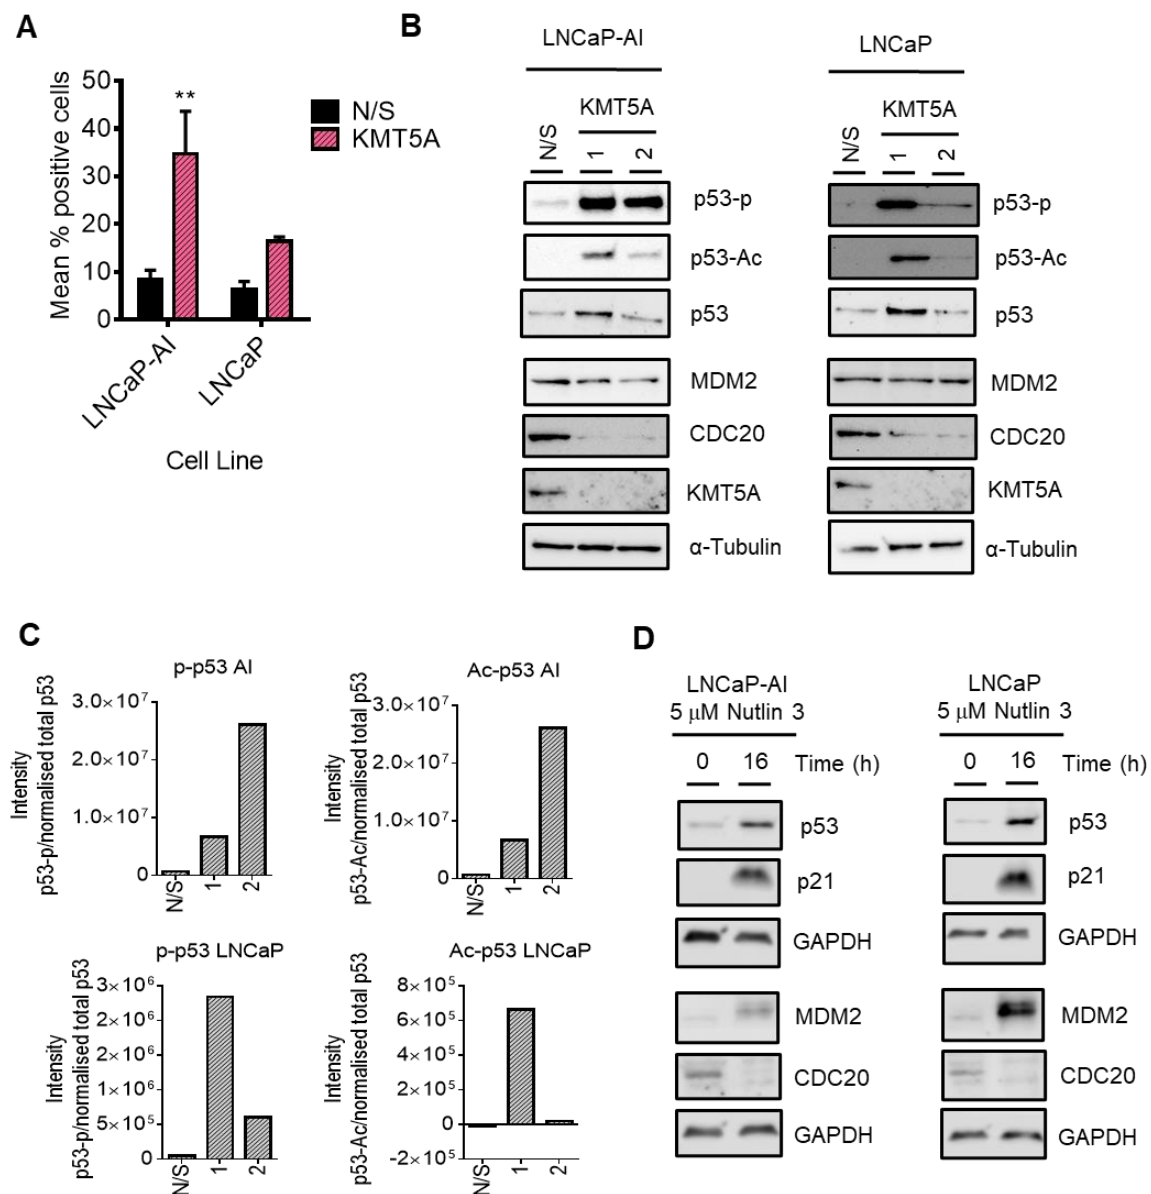 A
Mean % positive cells
50
40
30
20
10
0
**
N/S
KMT5A
LNCaP-AI
LNCaP
Cell Line
B
LNCaP-AI
KMT5A
N/S
1
2
p53-p
p53-Ac
p53
MDM2
CDC20
KMT5A
α-Tubulin
LNCaP
KMT5A
N/S
1
2
p53-p
p53-Ac
p53
MDM2
CDC20
KMT5A
α-Tubulin
C
p-p53 AI
Intensity
p53-p/normalised total p53
3.0×10⁷
2.0×10⁷
1.0×10⁷
0
N/S
1
2
Ac-p53 AI
Intensity
p53-Ac/normalised total p53
3.0×10⁷
2.0×10⁷
1.0×10⁷
0
N/S
1
2
p-p53 LNCaP
Intensity
p53-p/normalised total p53
3×10⁶
2×10⁶
2×10⁶
1×10⁶
5×10⁵
0
N/S
1
2
Ac-p53 LNCaP
Intensity
p53-Ac/normalised total p53
8×10⁵
6×10⁵
4×10⁵
2×10⁵
0
-2×10⁵
N/S
1
2
D
LNCaP-AI
5 μM Nutlin 3
0
16
Time (h)
p53
p21
GAPDH
MDM2
CDC20
GAPDH
LNCaP
5 μM Nutlin 3
0
16
Time (h)
p53
p21
GAPDH
MDM2
CDC20
GAPDH